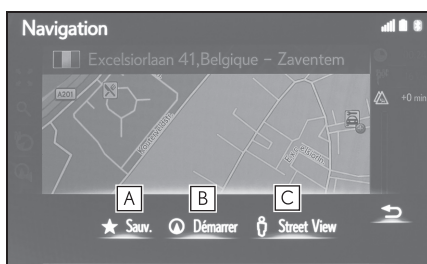 Navigation
Excelsiorlaan 41,Belgique – Zaventem
A201
+0 min
A B C
Sauv. Démarrer Street View